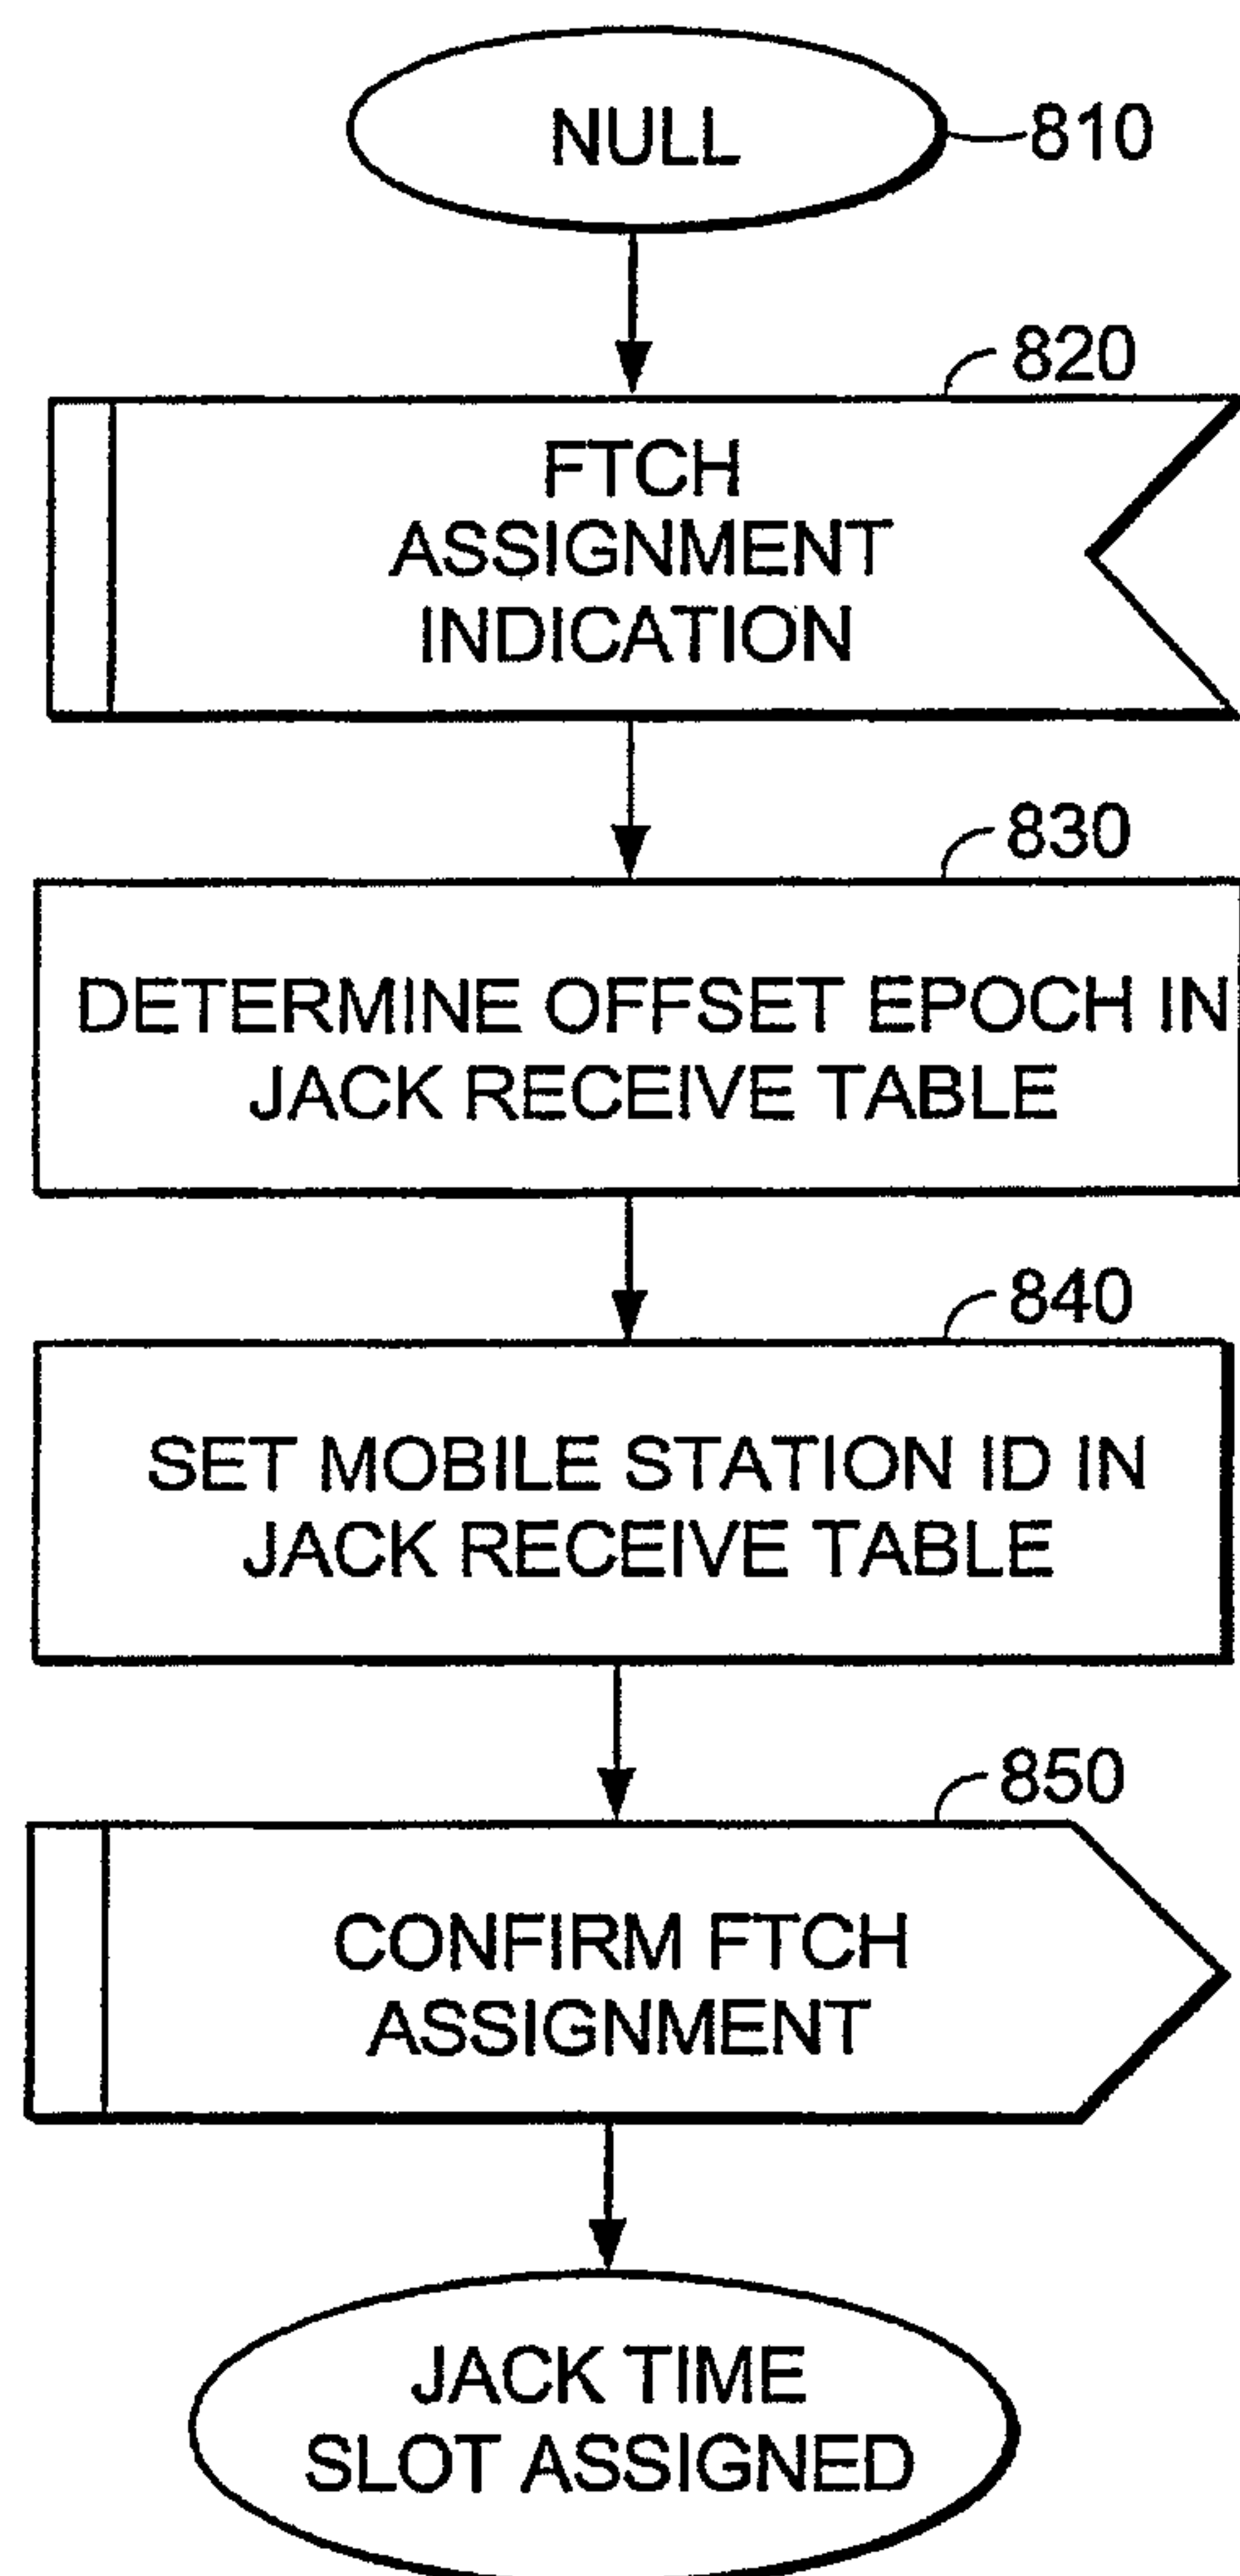 NULL
810
820
FTCH
ASSIGNMENT
INDICATION
830
DETERMINE OFFSET EPOCH IN
JACK RECEIVE TABLE
840
SET MOBILE STATION ID IN
JACK RECEIVE TABLE
850
CONFIRM FTCH
ASSIGNMENT
JACK TIME
SLOT ASSIGNED